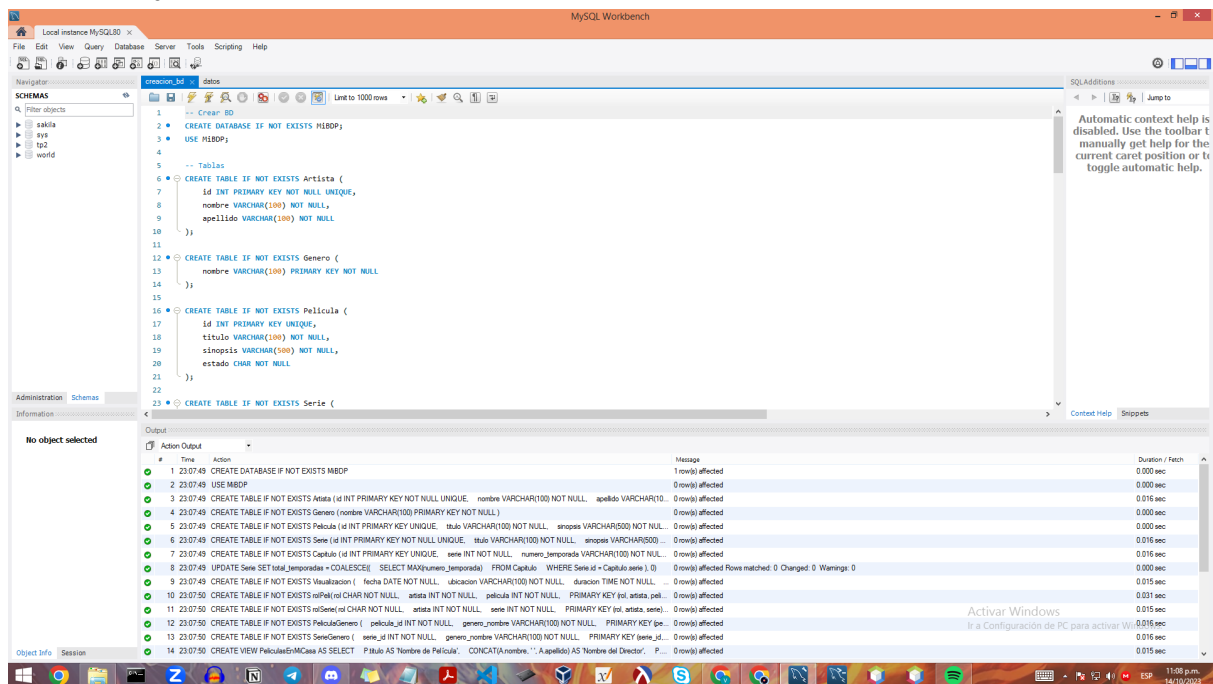 MySQL Workbench
Local instance MySQL80
File Edit View Query Database Server Tools Scripting Help
Navigator
SCHEMAS
Filter objects
sakila
sys
tp2
world
Administration Schemas
Information
No object selected
Object Info Session
creacion_bd datos
Limit to 1000 rows
1 -- Crear BD
2 CREATE DATABASE IF NOT EXISTS MiBDP;
3 USE MiBDP;
4
5 -- Tablas
6 CREATE TABLE IF NOT EXISTS Artista (
7 id INT PRIMARY KEY NOT NULL UNIQUE,
8 nombre VARCHAR(100) NOT NULL,
9 apellido VARCHAR(100) NOT NULL
10 );
11
12 CREATE TABLE IF NOT EXISTS Genero (
13 nombre VARCHAR(100) PRIMARY KEY NOT NULL
14 );
15
16 CREATE TABLE IF NOT EXISTS Pelicula (
17 id INT PRIMARY KEY UNIQUE,
18 titulo VARCHAR(100) NOT NULL,
19 sinopsis VARCHAR(500) NOT NULL,
20 estado CHAR NOT NULL
21 );
22
23 CREATE TABLE IF NOT EXISTS Serie (
SQLAdditions
Jump to
Automatic context help is
disabled. Use the toolbar t
manually get help for the
current caret position or to
toggle automatic help.
Context Help Snippets
Output
Action Output
# Time Action Message Duration / Fetch
1 23:07:49 CREATE DATABASE IF NOT EXISTS MiBDP 1 row(s) affected 0.000 sec
2 23:07:49 USE MiBDP 0 row(s) affected 0.000 sec
3 23:07:49 CREATE TABLE IF NOT EXISTS Artista ( id INT PRIMARY KEY NOT NULL UNIQUE, nombre VARCHAR(100) NOT NULL, apellido VARCHAR(10... 0 row(s) affected 0.016 sec
4 23:07:49 CREATE TABLE IF NOT EXISTS Genero ( nombre VARCHAR(100) PRIMARY KEY NOT NULL ) 0 row(s) affected 0.000 sec
5 23:07:49 CREATE TABLE IF NOT EXISTS Pelicula ( id INT PRIMARY KEY UNIQUE, titulo VARCHAR(100) NOT NULL, sinopsis VARCHAR(500) NOT NUL... 0 row(s) affected 0.000 sec
6 23:07:49 CREATE TABLE IF NOT EXISTS Serie ( id INT PRIMARY KEY NOT NULL UNIQUE, titulo VARCHAR(100) NOT NULL, sinopsis VARCHAR(500) ... 0 row(s) affected 0.016 sec
7 23:07:49 CREATE TABLE IF NOT EXISTS Capitulo ( id INT PRIMARY KEY UNIQUE, serie INT NOT NULL, numero_temporada VARCHAR(100) NOT NUL... 0 row(s) affected 0.016 sec
8 23:07:49 UPDATE Serie SET total_temporadas = COALESCE(( SELECT MAX(numero_temporada) FROM Capitulo WHERE Serie.id = Capitulo.serie ), 0) 0 row(s) affected Rows matched: 0 Changed: 0 Warnings: 0 0.000 sec
9 23:07:49 CREATE TABLE IF NOT EXISTS Visualizacion ( fecha DATE NOT NULL, ubicacion VARCHAR(100) NOT NULL, duracion TIME NOT NULL, ... 0 row(s) affected 0.015 sec
10 23:07:50 CREATE TABLE IF NOT EXISTS rolPeli( rol CHAR NOT NULL, artista INT NOT NULL, pelicula INT NOT NULL, PRIMARY KEY (rol, artista, peli... 0 row(s) affected 0.031 sec
11 23:07:50 CREATE TABLE IF NOT EXISTS rolSerie( rol CHAR NOT NULL, artista INT NOT NULL, serie INT NOT NULL, PRIMARY KEY (rol, artista, serie)... 0 row(s) affected 0.015 sec
12 23:07:50 CREATE TABLE IF NOT EXISTS PeliculaGenero ( pelicula_id INT NOT NULL, genero_nombre VARCHAR(100) NOT NULL, PRIMARY KEY (pe... 0 row(s) affected 0.016 sec
13 23:07:50 CREATE TABLE IF NOT EXISTS SerieGenero ( serie_id INT NOT NULL, genero_nombre VARCHAR(100) NOT NULL, PRIMARY KEY (serie_id,... 0 row(s) affected 0.016 sec
14 23:07:50 CREATE VIEW PeliculasEnMiCasa AS SELECT P.titulo AS 'Nombre de Película', CONCAT(A.nombre, ' ', A.apellido) AS 'Nombre del Director', P... 0 row(s) affected 0.015 sec
Activar Windows
Ir a Configuración de PC para activar Windows.
ESP
11:08 p.m.
14/10/2023